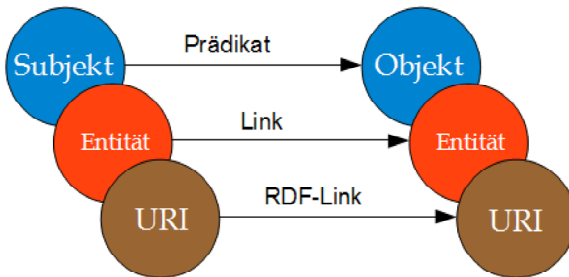 Subjekt Prädikat Objekt
Entität Link Entität
URI RDF-Link URI